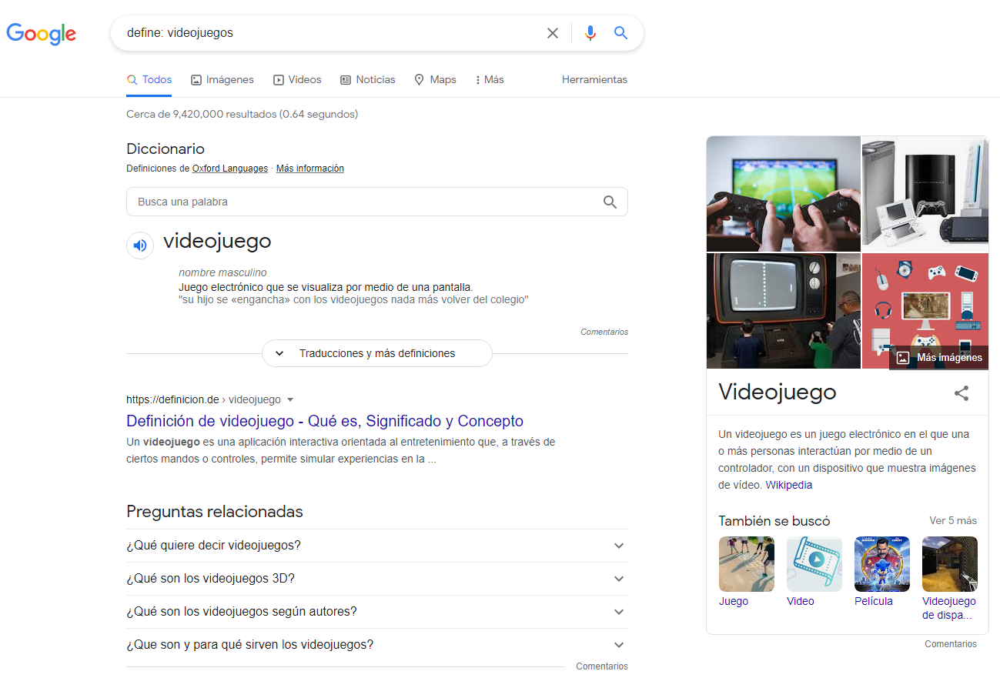 Google
define: videojuegos
Todos
Imágenes
Videos
Noticias
Maps
Más
Herramientas
Cerca de 9,420,000 resultados (0.64 segundos)
Diccionario
Definiciones de Oxford Languages · Más información
Busca una palabra
videojuego
nombre masculino
Juego electrónico que se visualiza por medio de una pantalla.
"su hijo se «engancha» con los videojuegos nada más volver del colegio"
Comentarios
Traducciones y más definiciones
https://definicion.de › videojuego
Definición de videojuego - Qué es, Significado y Concepto
Un videojuego es una aplicación interactiva orientada al entretenimiento que, a través de
ciertos mandos o controles, permite simular experiencias en la ...
Preguntas relacionadas
¿Qué quiere decir videojuegos?
¿Qué son los videojuegos 3D?
¿Qué son los videojuegos según autores?
¿Que son y para qué sirven los videojuegos?
Comentarios
Más imágenes
Videojuego
Un videojuego es un juego electrónico en el que una
o más personas interactúan por medio de un
controlador, con un dispositivo que muestra imágenes
de vídeo. Wikipedia
También se buscó
Ver 5 más
Juego
Video
Película
Videojuego
de dispa...
Comentarios